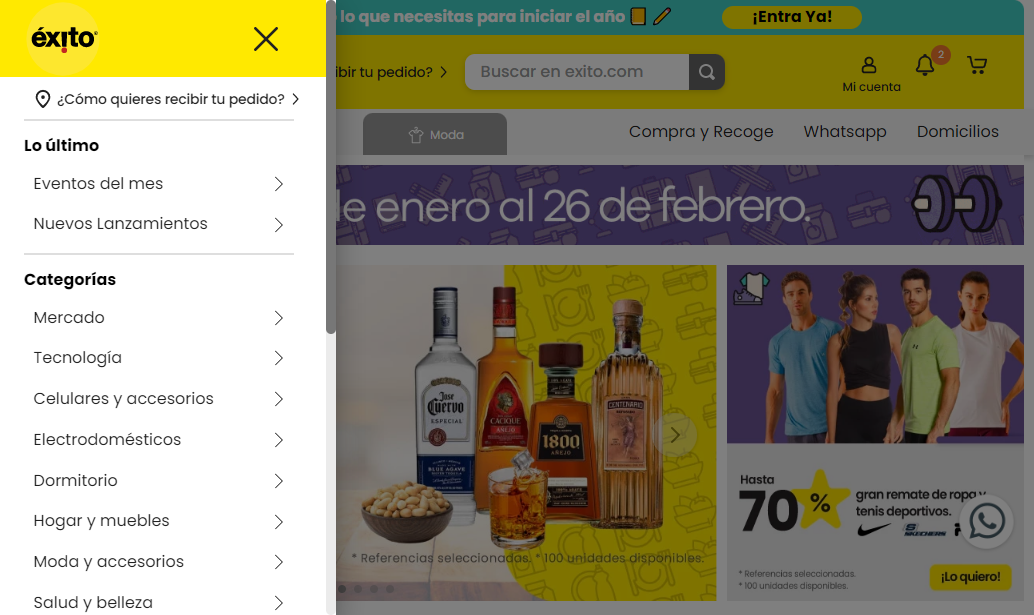 éxito
¿Cómo quieres recibir tu pedido?
Lo último
Eventos del mes
Nuevos Lanzamientos
Categorías
Mercado
Tecnología
Celulares y accesorios
Electrodomésticos
Dormitorio
Hogar y muebles
Moda y accesorios
Salud y belleza
lo que necesitas para iniciar el año
¡Entra Ya!
ibir tu pedido?
Buscar en exito.com
Mi cuenta
2
Moda
Compra y Recoge
Whatsapp
Domicilios
de enero al 26 de febrero.
Jose
Cuervo
ESPECIAL
BLUE AGAVE
CACIQUE
AÑEJO
1800
AÑEJO
CENTENARIO
* Referencias seleccionadas. * 100 unidades disponibles.
Hasta
70%
gran remate de ropa y
tenis deportivos.
SKECHERS
* Referencias seleccionadas.
* 100 unidades disponibles.
¡Lo quiero!